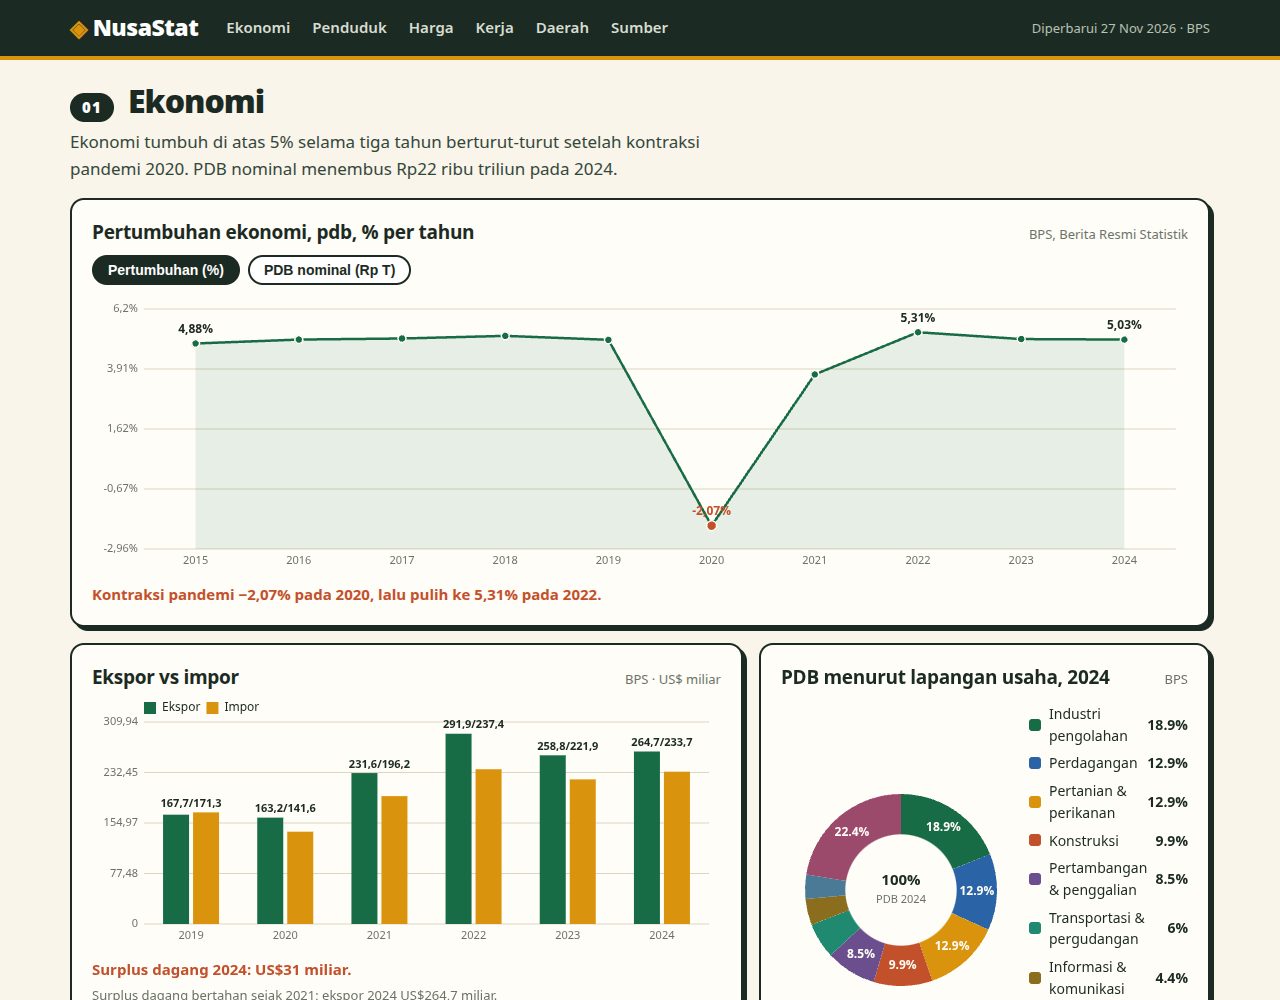 ◈ NusaStat
Ekonomi
Penduduk
Harga
Kerja
Daerah
Sumber
Diperbarui 27 Nov 2026 · BPS
01
Ekonomi
Ekonomi tumbuh di atas 5% selama tiga tahun berturut-turut setelah kontraksi
pandemi 2020. PDB nominal menembus Rp22 ribu triliun pada 2024.
Pertumbuhan ekonomi, pdb, % per tahun
BPS, Berita Resmi Statistik
Pertumbuhan (%)
PDB nominal (Rp T)
6,2%
3,91%
1,62%
-0,67%
-2,96%
4,88%
-2,07%
5,31%
5,03%
2015
2016
2017
2018
2019
2020
2021
2022
2023
2024
Kontraksi pandemi −2,07% pada 2020, lalu pulih ke 5,31% pada 2022.
Ekspor vs impor
BPS · US$ miliar
Ekspor
Impor
309,94
232,45
154,97
77,48
0
167,7/171,3
163,2/141,6
231,6/196,2
291,9/237,4
258,8/221,9
264,7/233,7
2019
2020
2021
2022
2023
2024
Surplus dagang 2024: US$31 miliar.
Surplus dagang bertahan sejak 2021: ekspor 2024 US$264,7 miliar,
PDB menurut lapangan usaha, 2024
BPS
18.9%
12.9%
12.9%
9.9%
8.5%
22.4%
100%
PDB 2024
Industri
pengolahan
18.9%
Perdagangan
12.9%
Pertanian &
perikanan
12.9%
Konstruksi
9.9%
Pertambangan
& penggalian
8.5%
Transportasi &
pergudangan
6%
Informasi &
komunikasi
4.4%